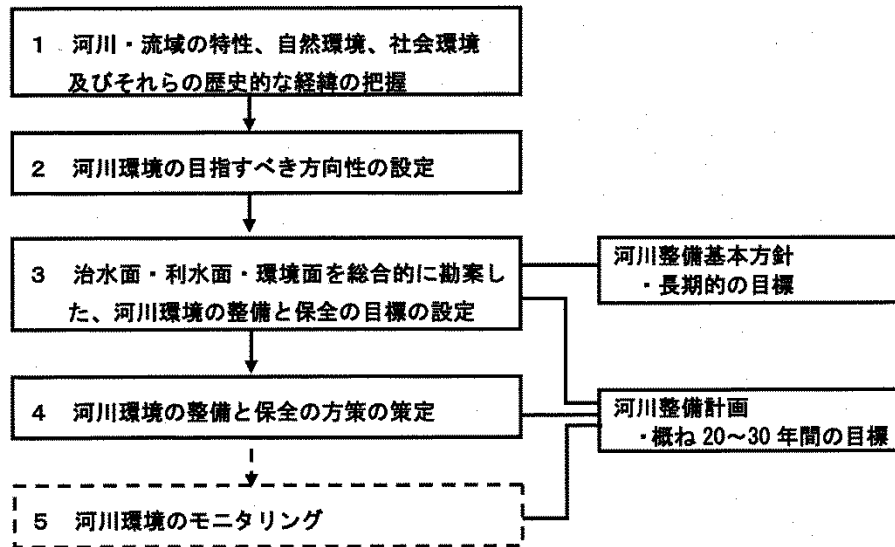 1 河川・流域の特性、自然環境、社会環境
及びそれらの歴史的な経緯の把握
2 河川環境の目指すべき方向性の設定
3 治水面・利水面・環境面を総合的に勘案し
た、河川環境の整備と保全の目標の設定
河川整備基本方針
・長期的の目標
4 河川環境の整備と保全の方策の策定
河川整備計画
・概ね20～30年間の目標
5 河川環境のモニタリング